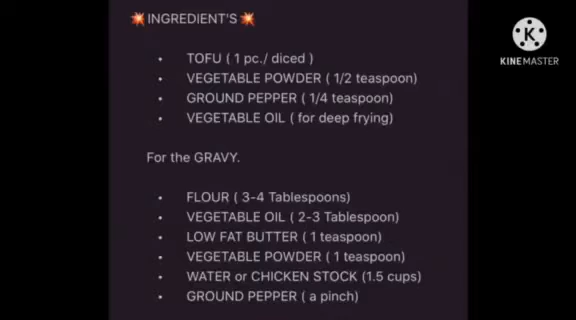 💥INGREDIENT'S💥
• TOFU ( 1 pc./ diced )
• VEGETABLE POWDER ( 1/2 teaspoon)
• GROUND PEPPER ( 1/4 teaspoon)
• VEGETABLE OIL ( for deep frying)
For the GRAVY.
• FLOUR ( 3-4 Tablespoons)
• VEGETABLE OIL ( 2-3 Tablespoon)
• LOW FAT BUTTER ( 1 teaspoon)
• VEGETABLE POWDER ( 1 teaspoon)
• WATER or CHICKEN STOCK (1.5 cups)
• GROUND PEPPER ( a pinch)
K
KINEMASTER